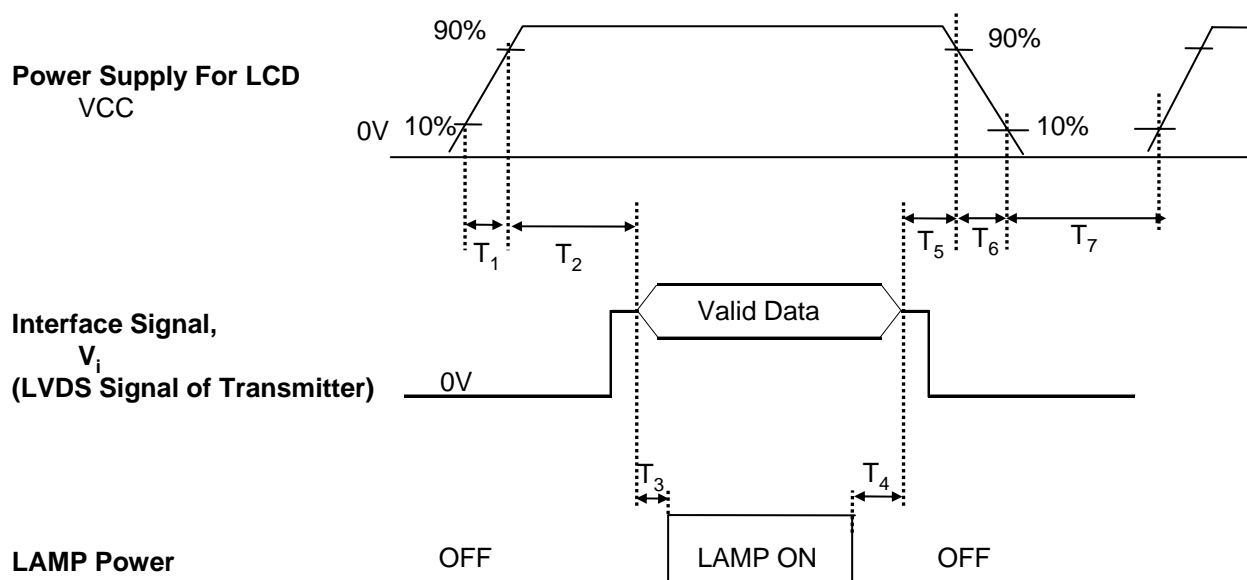 90%
90%
Power Supply For LCD
VCC
0V
10%
10%
T1
T2
T5
T6
T7
Valid Data
Interface Signal,
Vi
(LVDS Signal of Transmitter)
0V
T3
T4
LAMP Power
OFF
LAMP ON
OFF